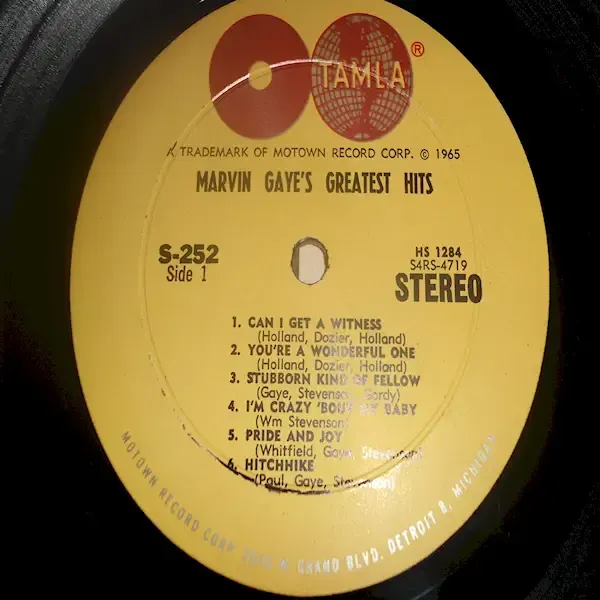 TAMLA ®
A TRADEMARK OF MOTOWN RECORD CORP. © 1965
MARVIN GAYE'S GREATEST HITS
S-252
Side 1
HS 1284
S4RS-4719
STEREO
1. CAN I GET A WITNESS
(Holland, Dozier, Holland)
2. YOU'RE A WONDERFUL ONE
(Holland, Dozier, Holland)
3. STUBBORN KIND OF FELLOW
(Gaye, Stevenson, Gordy)
4. I'M CRAZY 'BOUT MY BABY
(Wm Stevenson)
5. PRIDE AND JOY
(Whitfield, Gaye, Stevenson)
6. HITCHHIKE
(Paul, Gaye, Stevenson)
MOTOWN RECORD CORP. W GRAND BLVD. DETROIT 8, MICHIGAN